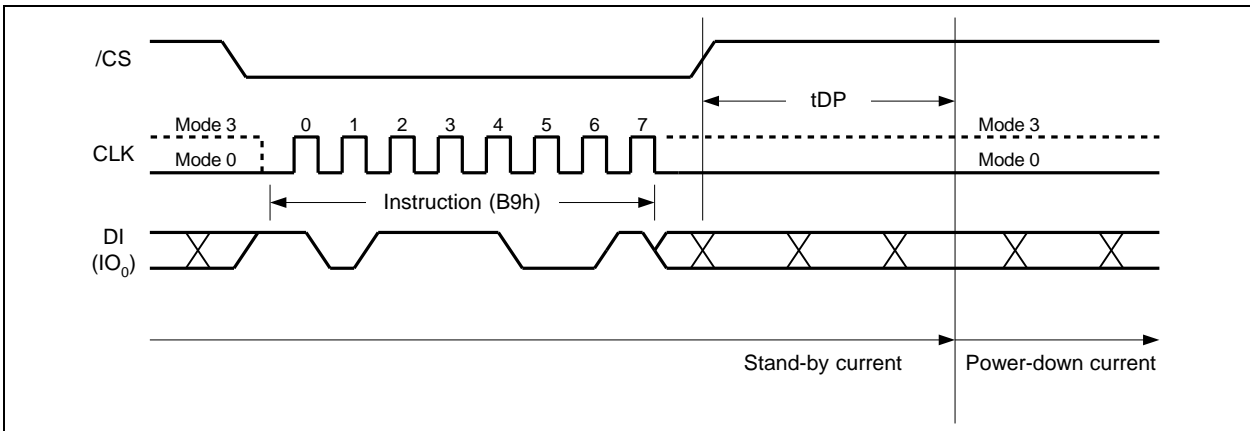 /CS
tDP
Mode 3
0 1 2 3 4 5 6 7
Mode 3
CLK
Mode 0
Mode 0
Instruction (B9h)
DI
(IO₀)
Stand-by current
Power-down current